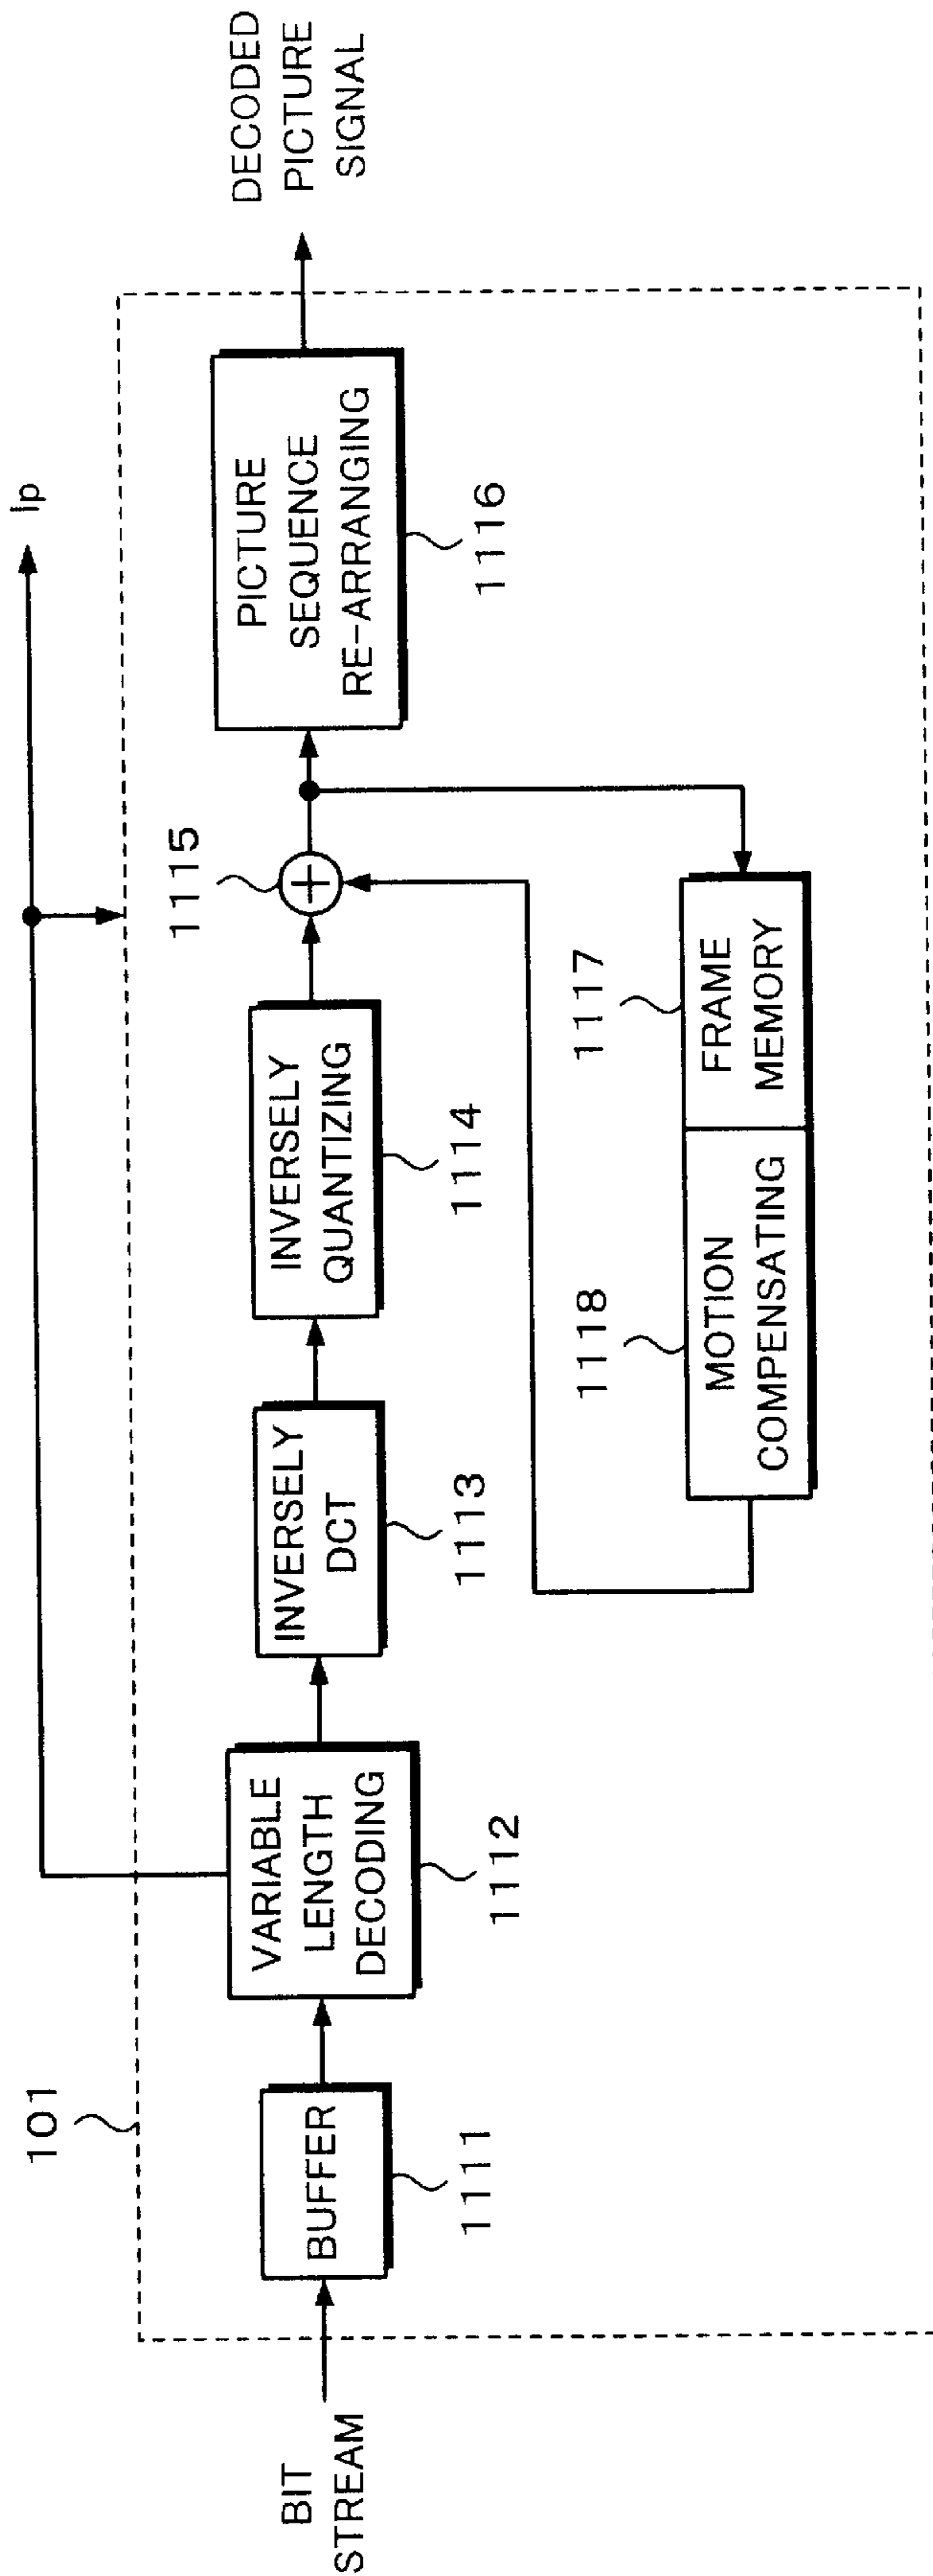 BIT
STREAM
101
BUFFER
1111
VARIABLE
LENGTH
DECODING
1112
INVERSELY
DCT
1113
INVERSELY
QUANTIZING
1114
1115
PICTURE
SEQUENCE
RE-ARRANGING
1116
Ip
DECODED
PICTURE
SIGNAL
1118
MOTION
COMPENSATING
1117
FRAME
MEMORY